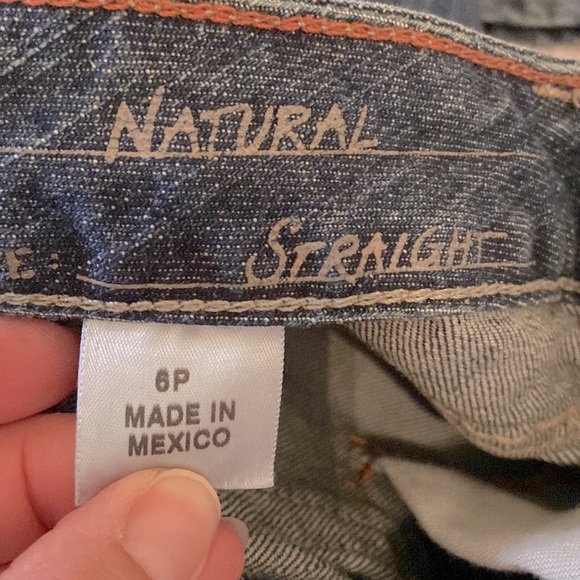 NATURAL
E: STRAIGHT
6P
MADE IN
MEXICO